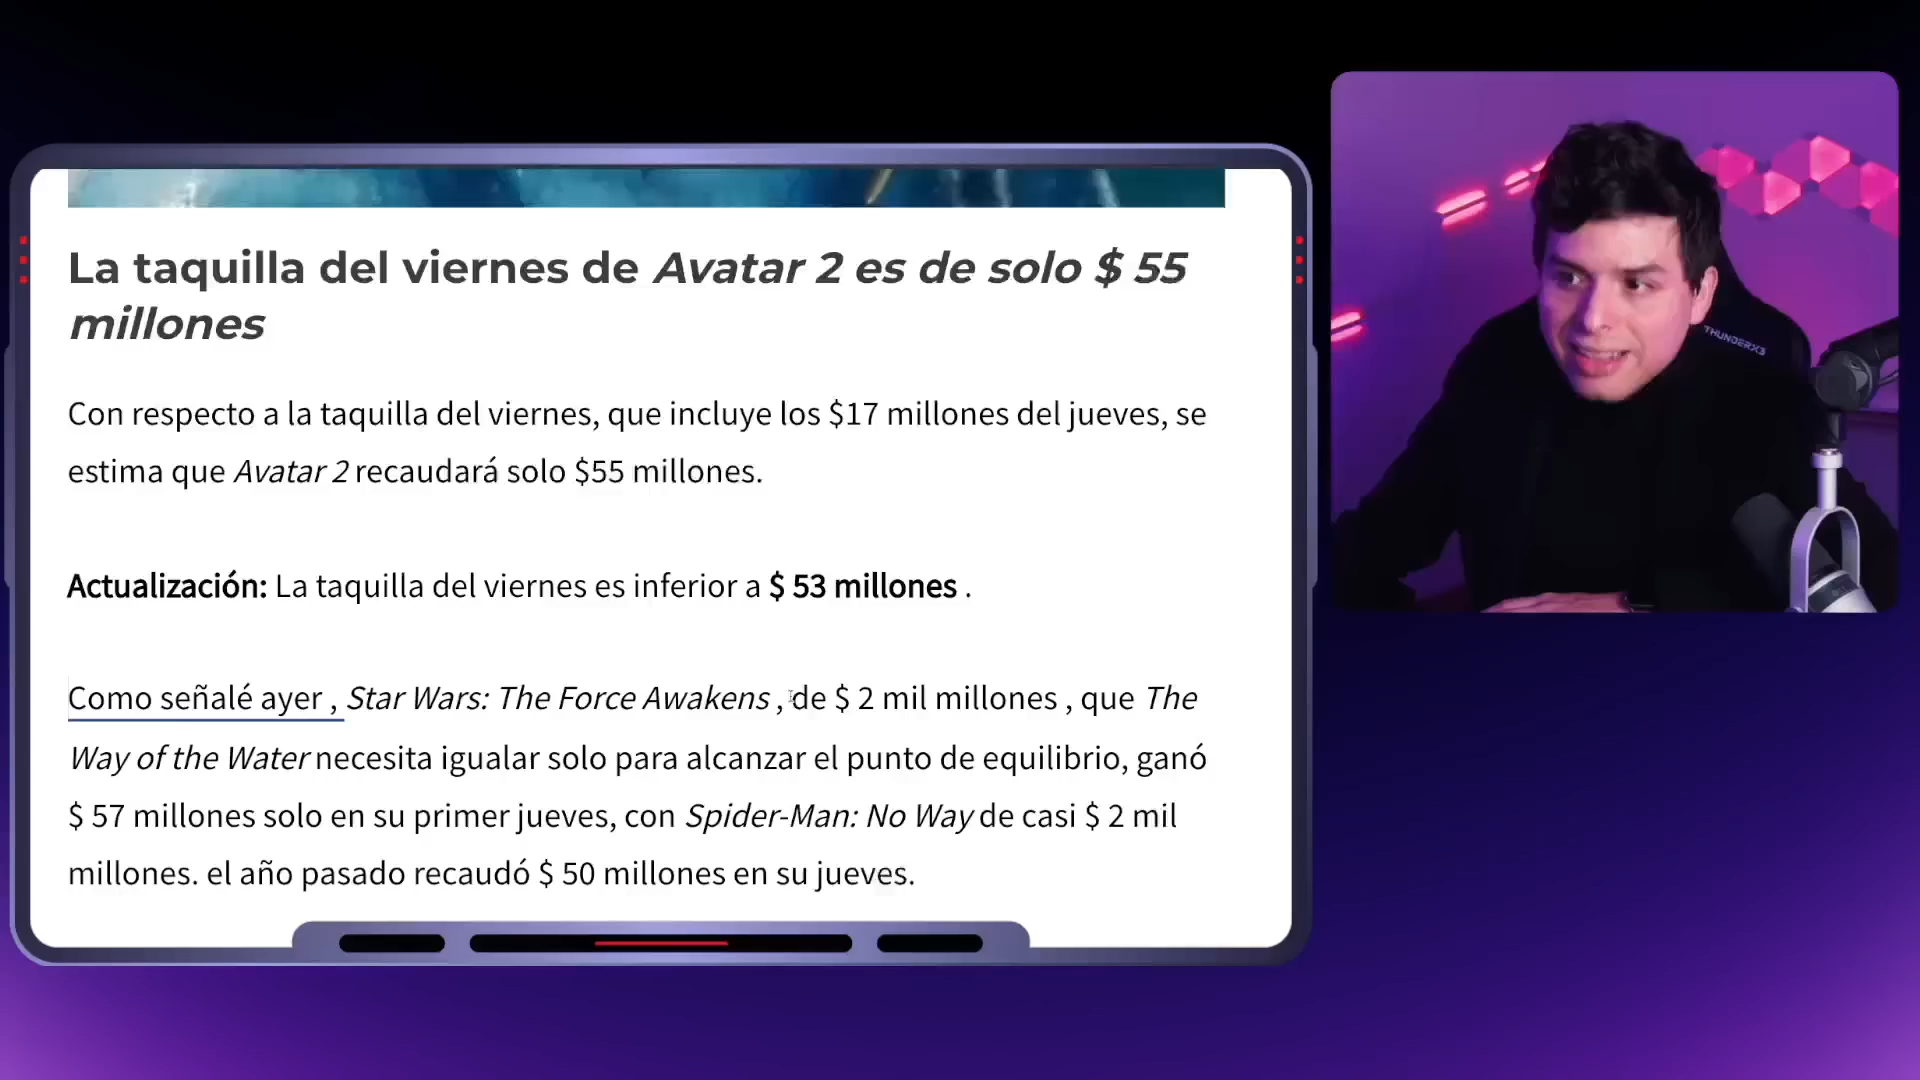 La taquilla del viernes de Avatar 2 es de solo $ 55
millones
Con respecto a la taquilla del viernes, que incluye los $17 millones del jueves, se
estima que Avatar 2 recaudará solo $55 millones.
Actualización: La taquilla del viernes es inferior a $ 53 millones .
Como señalé ayer , Star Wars: The Force Awakens , de $ 2 mil millones , que The
Way of the Water necesita igualar solo para alcanzar el punto de equilibrio, ganó
$ 57 millones solo en su primer jueves, con Spider-Man: No Way de casi $ 2 mil
millones. el año pasado recaudó $ 50 millones en su jueves.
THUNDERX3